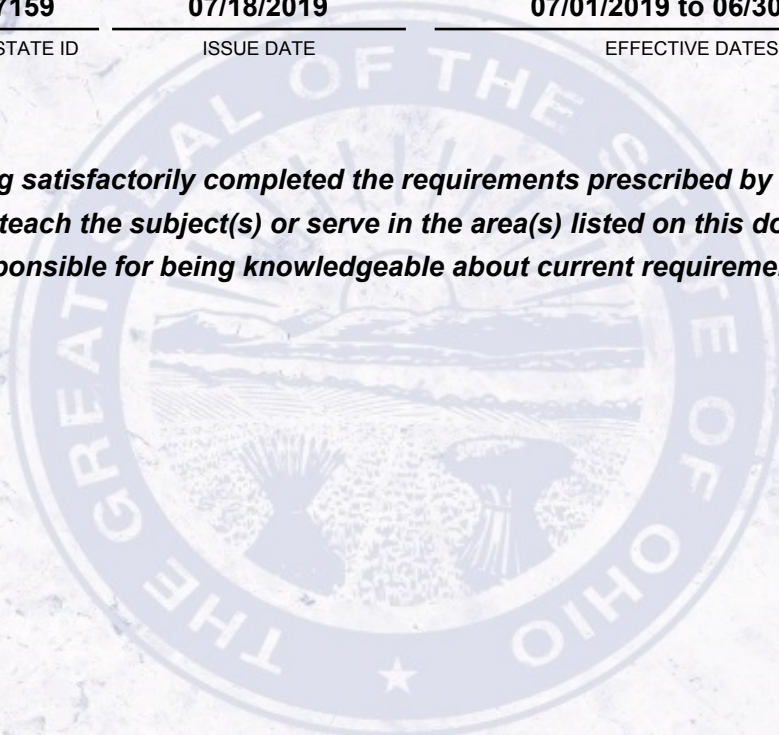 7159 07/18/2019 07/01/2019 to 06/30
STATE ID ISSUE DATE EFFECTIVE DATES
g satisfactorily completed the requirements prescribed by
teach the subject(s) or serve in the area(s) listed on this do
ponsible for being knowledgeable about current requiremen
THE GREAT SEAL OF THE STATE OF OHIO